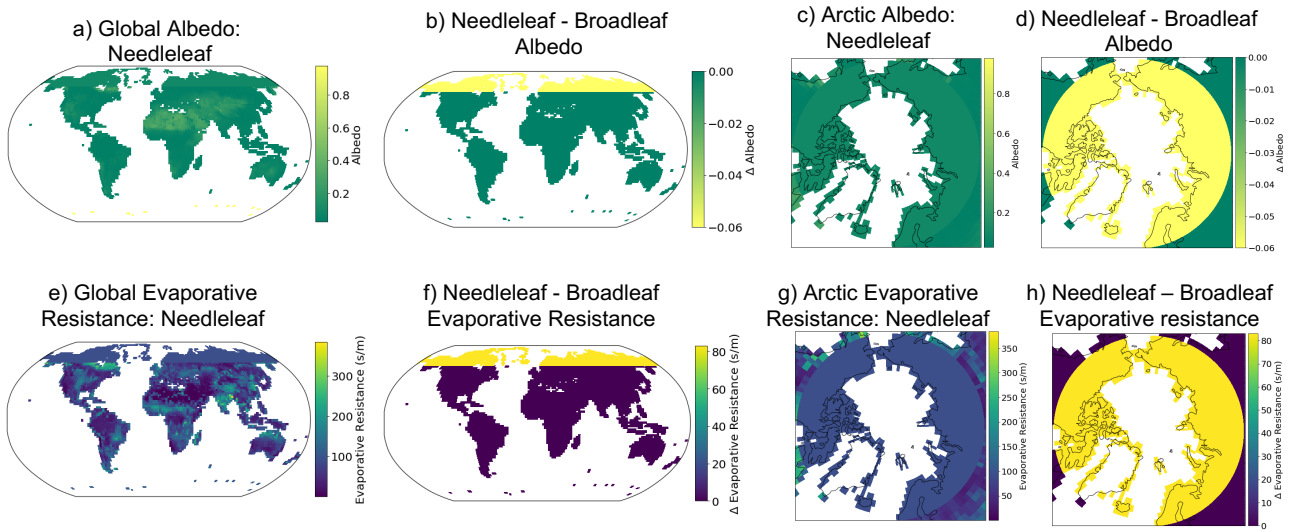 a) Global Albedo:
Needleleaf
0.8
0.6
0.4
0.2
Albedo
b) Needleleaf - Broadleaf
Albedo
0.00
−0.02
−0.04
−0.06
Δ Albedo
c) Arctic Albedo:
Needleleaf
0.8
0.6
0.4
0.2
Albedo
d) Needleleaf - Broadleaf
Albedo
0.00
−0.01
−0.02
−0.03
−0.04
−0.05
−0.06
Δ Albedo
e) Global Evaporative
Resistance: Needleleaf
300
200
100
Evaporative Resistance (s/m)
f) Needleleaf - Broadleaf
Evaporative Resistance
80
60
40
20
0
Δ Evaporative Resistance (s/m)
g) Arctic Evaporative
Resistance: Needleleaf
350
300
250
200
150
100
50
Evaporative Resistance (s/m)
h) Needleleaf – Broadleaf
Evaporative resistance
80
70
60
50
40
30
20
10
0
Δ Evaporative Resistance (s/m)